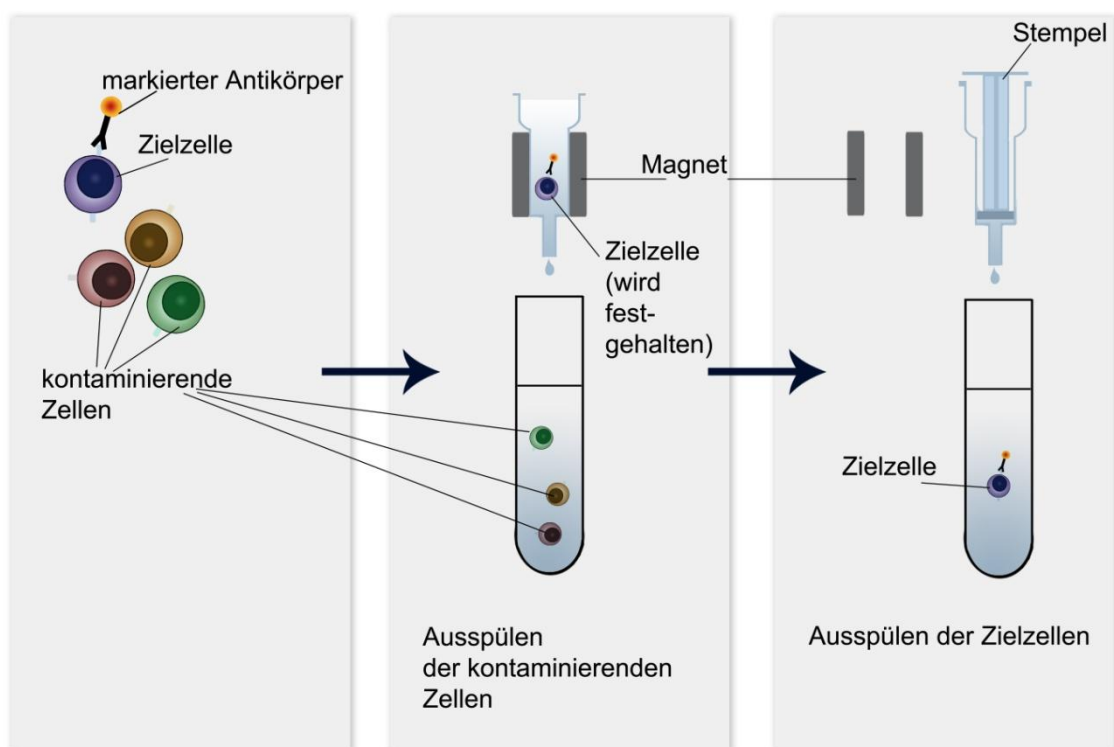 markierter Antikörper
Zielzelle
kontaminierende
Zellen
Magnet
Zielzelle
(wird
fest-
gehalten)
Ausspülen
der kontaminierenden
Zellen
Stempel
Zielzelle
Ausspülen der Zielzellen